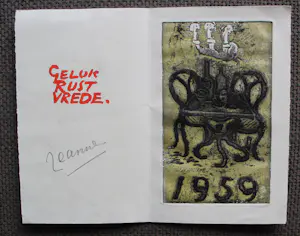 GELUK
RUST
VREDE.
Jeanne
1959